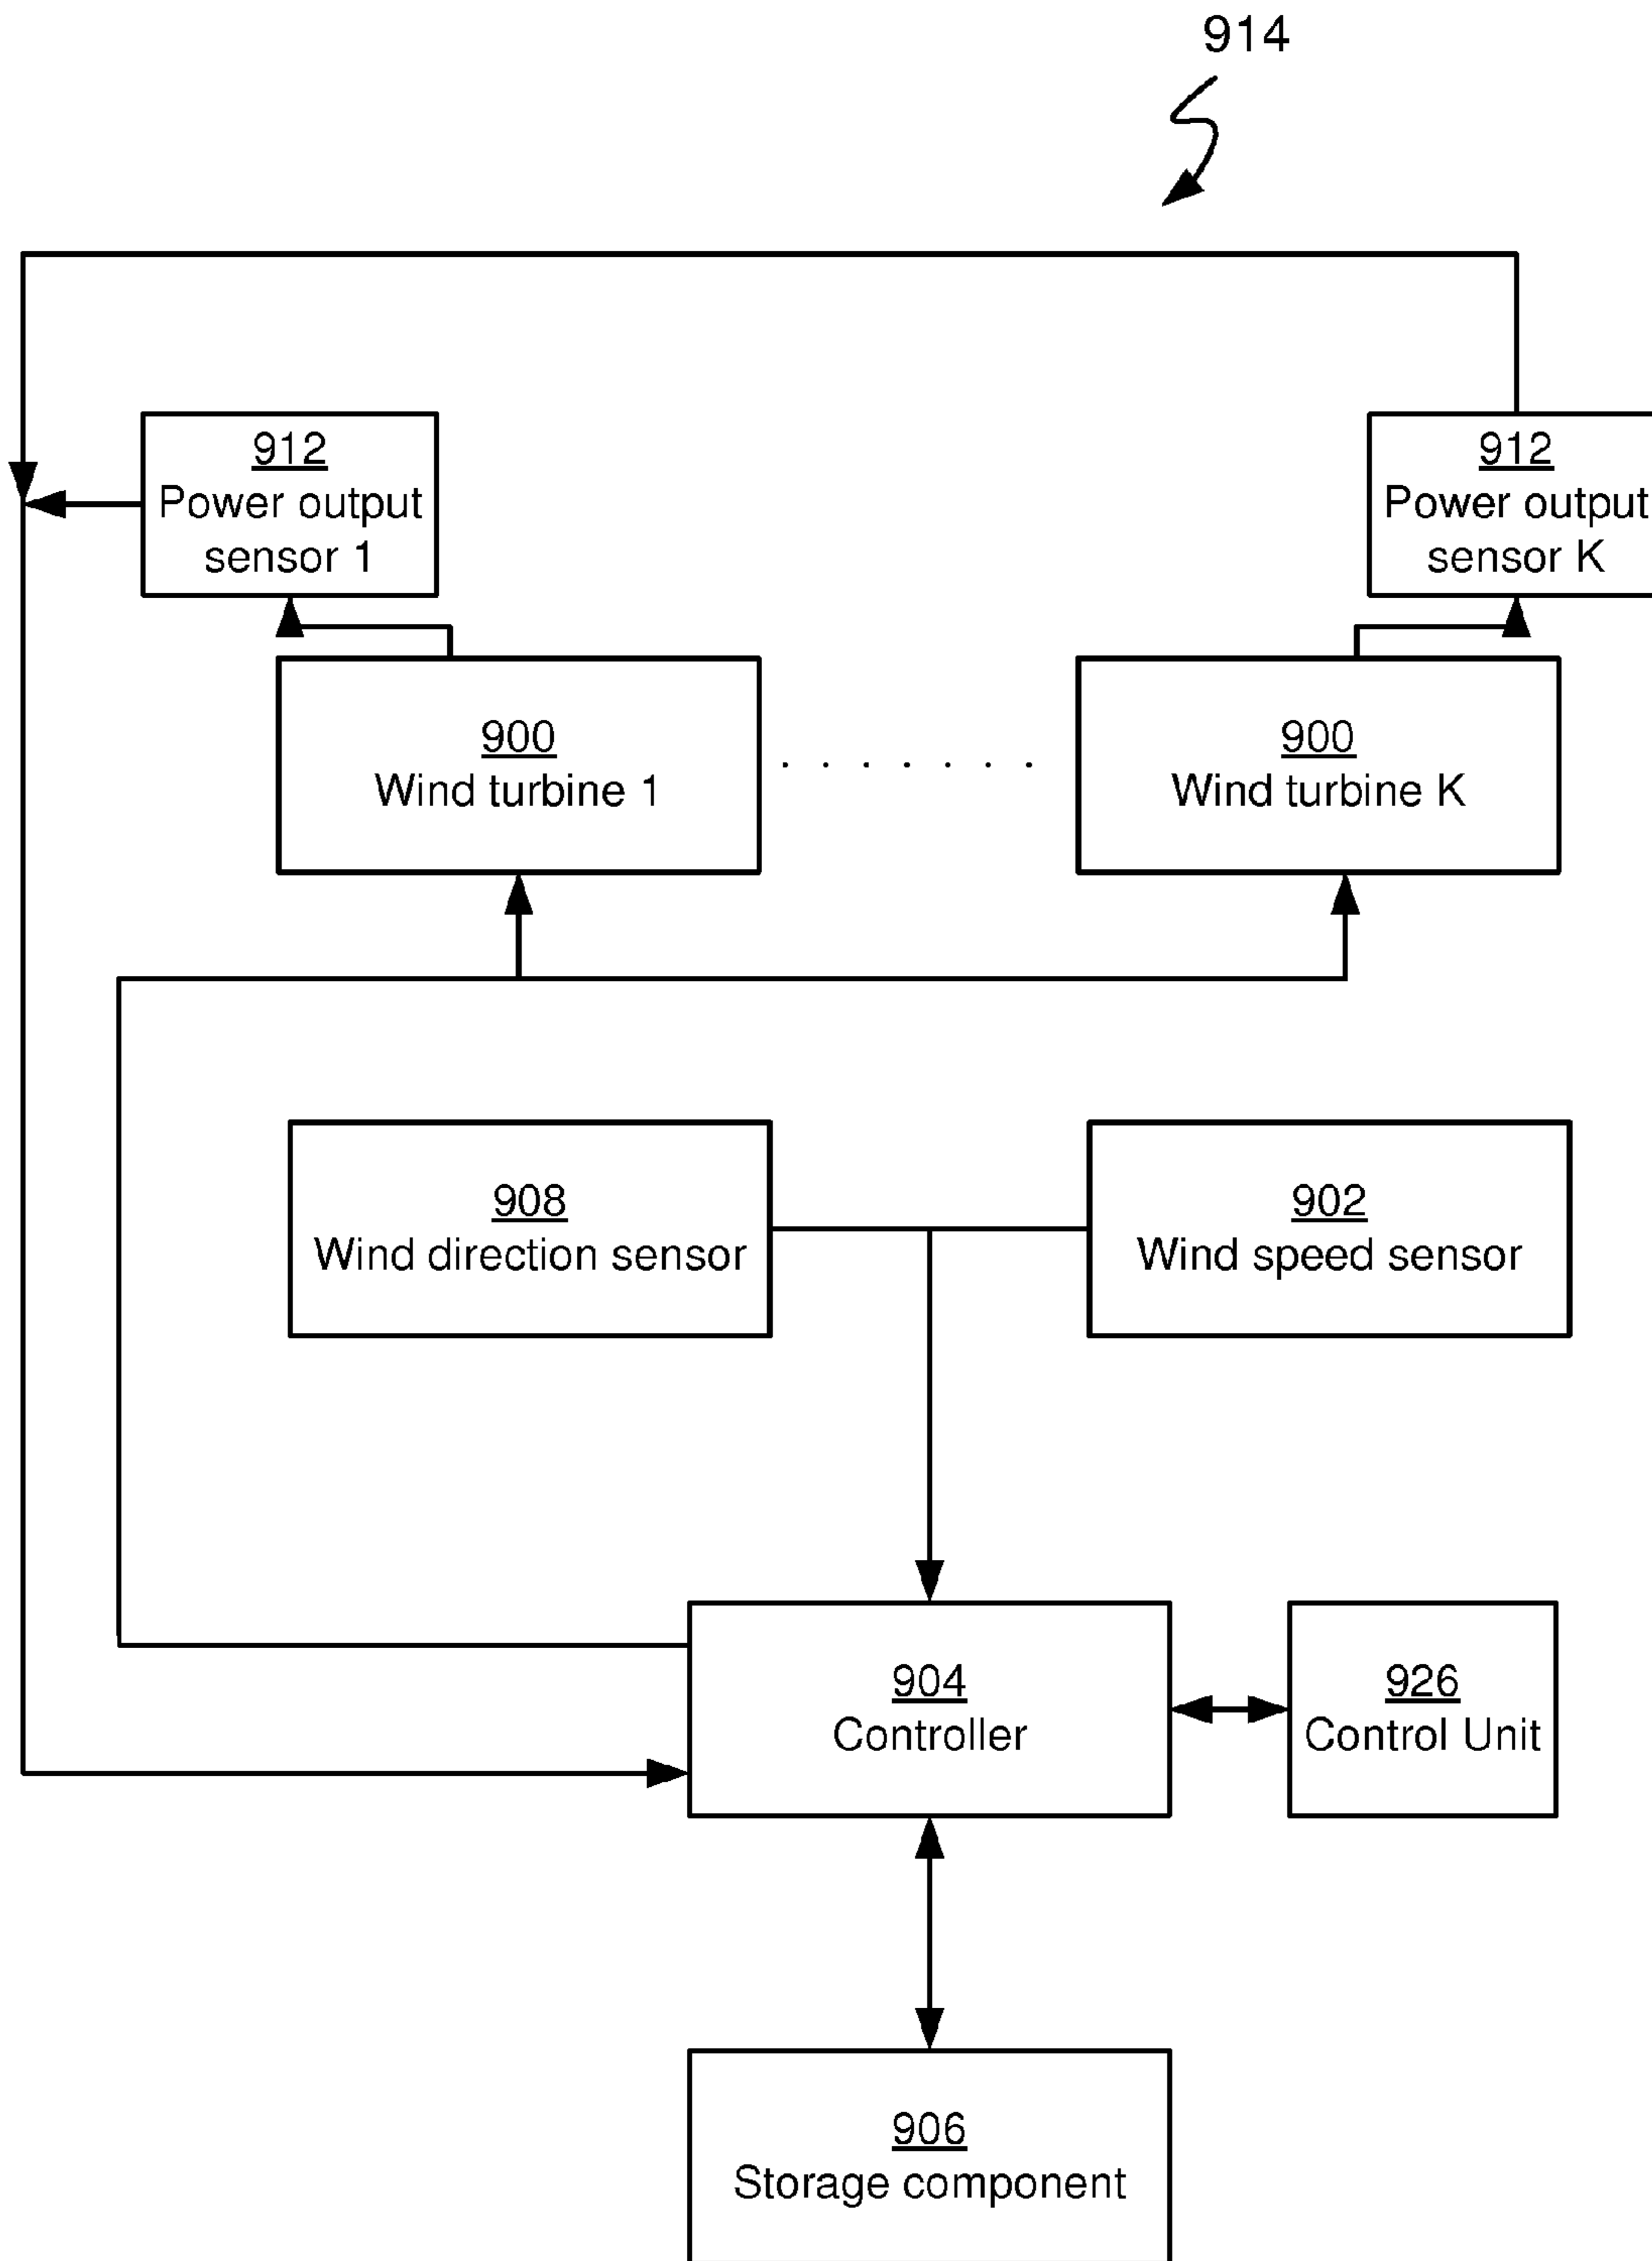 914
912
Power output
sensor 1
912
Power output
sensor K
900
Wind turbine 1
. . . . . . .
900
Wind turbine K
908
Wind direction sensor
902
Wind speed sensor
904
Controller
926
Control Unit
906
Storage component